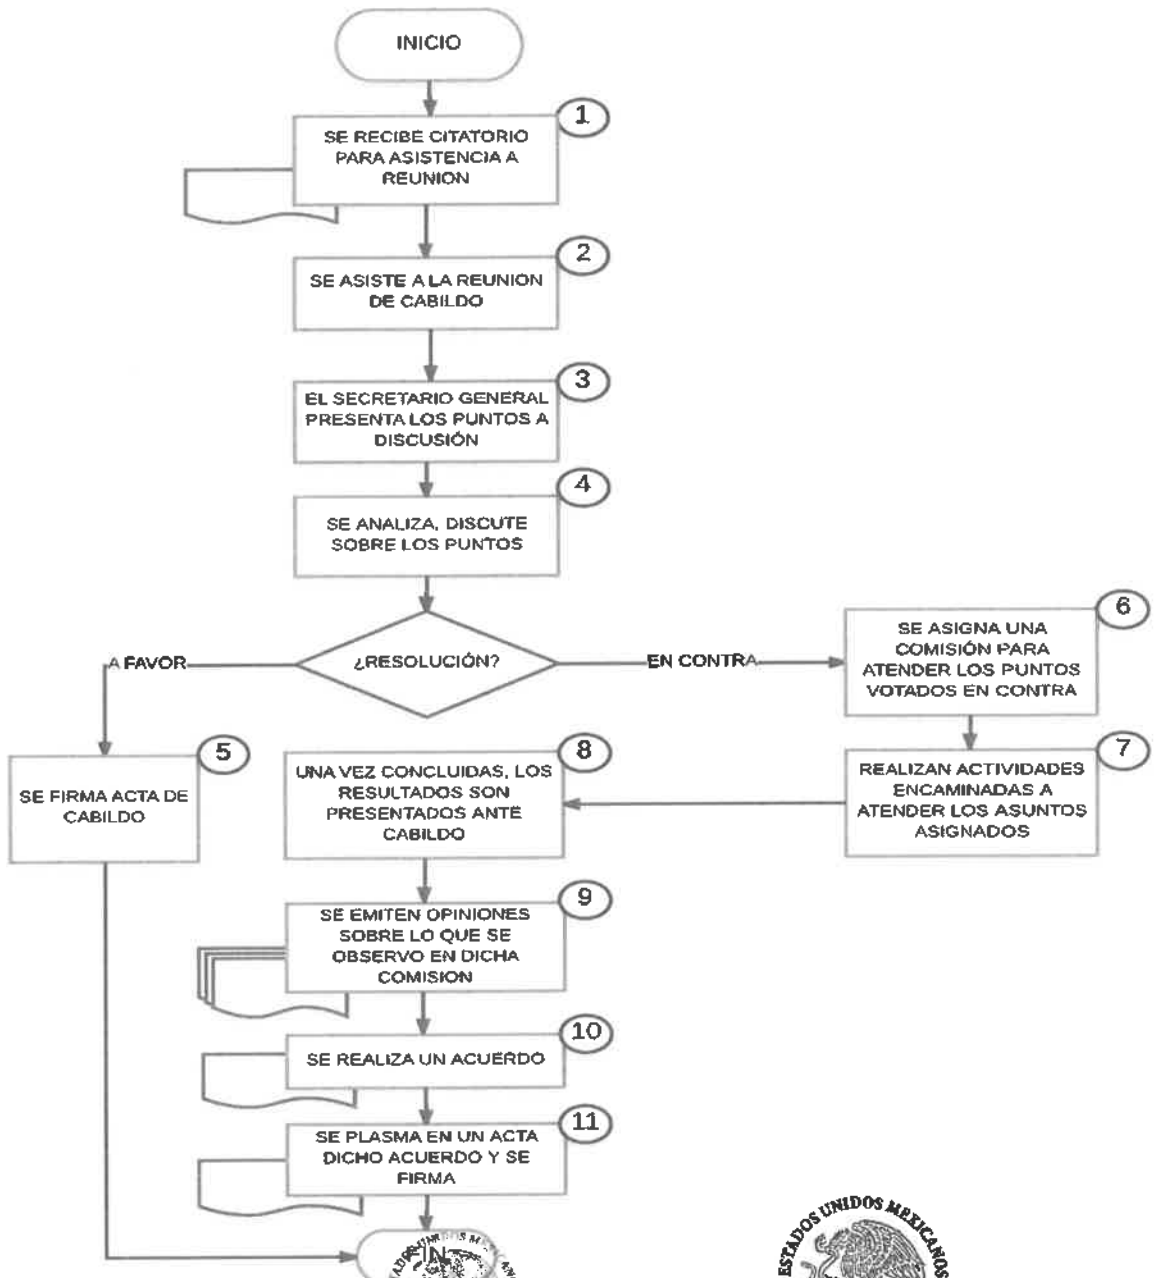 INICIO
1
SE RECIBE CITATORIO
PARA ASISTENCIA A
REUNION
2
SE ASISTE A LA REUNION
DE CABILDO
3
EL SECRETARIO GENERAL
PRESENTA LOS PUNTOS A
DISCUSIÓN
4
SE ANALIZA, DISCUTE
SOBRE LOS PUNTOS
¿RESOLUCIÓN?
A FAVOR
EN CONTRA
5
SE FIRMA ACTA DE
CABILDO
6
SE ASIGNA UNA
COMISIÓN PARA
ATENDER LOS PUNTOS
VOTADOS EN CONTRA
7
REALIZAN ACTIVIDADES
ENCAMINADAS A
ATENDER LOS ASUNTOS
ASIGNADOS
8
UNA VEZ CONCLUIDAS, LOS
RESULTADOS SON
PRESENTADOS ANTE
CABILDO
9
SE EMITEN OPINIONES
SOBRE LO QUE SE
OBSERVO EN DICHA
COMISION
10
SE REALIZA UN ACUERDO
11
SE PLASMA EN UN ACTA
DICHO ACUERDO Y SE
FIRMA
FIN
ESTADOS UNIDOS MEXICANOS